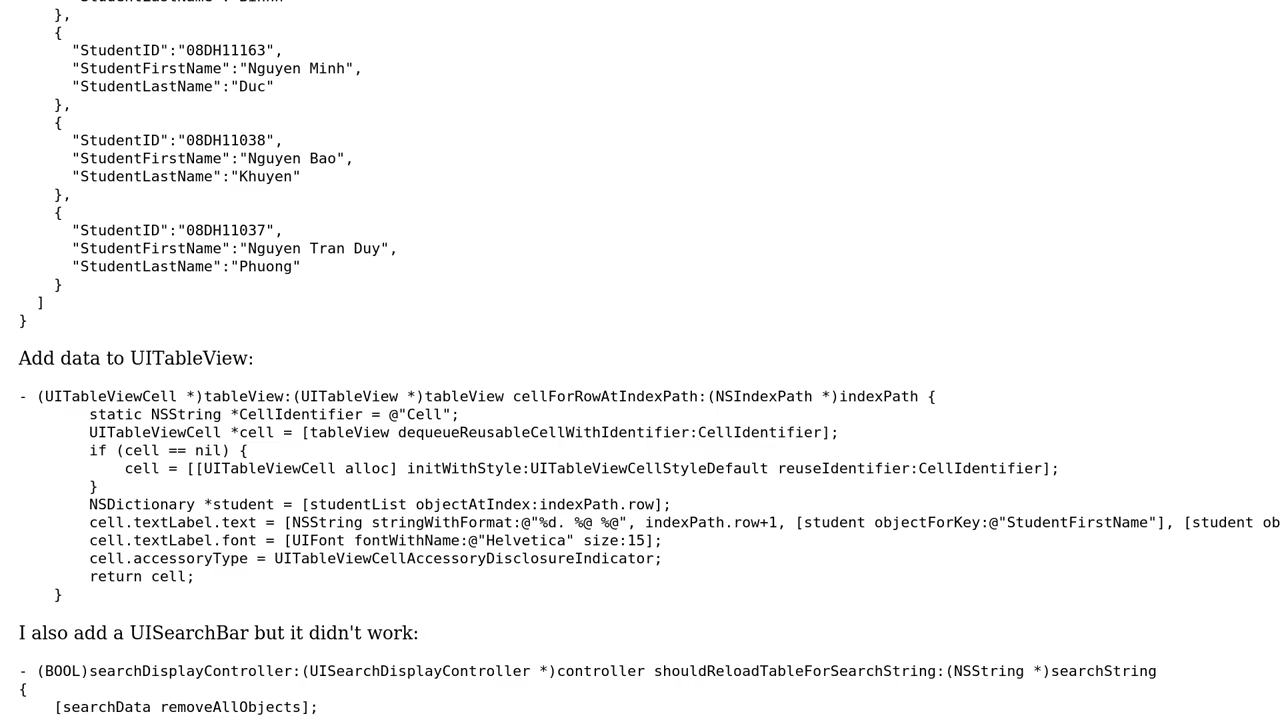 },
    {
      "StudentID":"08DH11163",
      "StudentFirstName":"Nguyen Minh",
      "StudentLastName":"Duc"
    },
    {
      "StudentID":"08DH11038",
      "StudentFirstName":"Nguyen Bao",
      "StudentLastName":"Khuyen"
    },
    {
      "StudentID":"08DH11037",
      "StudentFirstName":"Nguyen Tran Duy",
      "StudentLastName":"Phuong"
    }
  ]
}
Add data to UITableView:
- (UITableViewCell *)tableView:(UITableView *)tableView cellForRowAtIndexPath:(NSIndexPath *)indexPath {
        static NSString *CellIdentifier = @"Cell";
        UITableViewCell *cell = [tableView dequeueReusableCellWithIdentifier:CellIdentifier];
        if (cell == nil) {
            cell = [[UITableViewCell alloc] initWithStyle:UITableViewCellStyleDefault reuseIdentifier:CellIdentifier];
        }
        NSDictionary *student = [studentList objectAtIndex:indexPath.row];
        cell.textLabel.text = [NSString stringWithFormat:@"%d. %@ %@", indexPath.row+1, [student objectForKey:@"StudentFirstName"], [student ob
        cell.textLabel.font = [UIFont fontWithName:@"Helvetica" size:15];
        cell.accessoryType = UITableViewCellAccessoryDisclosureIndicator;
        return cell;
    }
I also add a UISearchBar but it didn't work:
- (BOOL)searchDisplayController:(UISearchDisplayController *)controller shouldReloadTableForSearchString:(NSString *)searchString
{
    [searchData removeAllObjects];